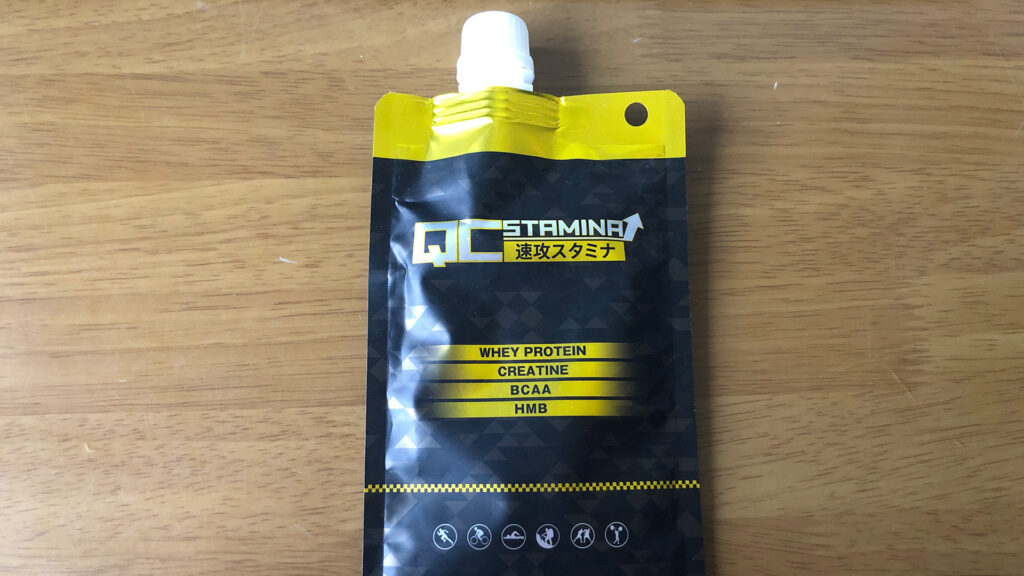 QC STAMINA
速攻スタミナ
WHEY PROTEIN
CREATINE
BCAA
HMB